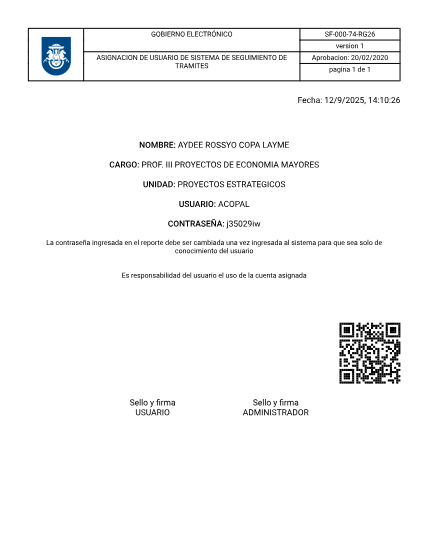 GOBIERNO ELECTRÓNICO
SF-000-74-RG26
version 1
ASIGNACION DE USUARIO DE SISTEMA DE SEGUIMIENTO DE
TRAMITES
Aprobacion: 20/02/2020
pagina 1 de 1
Fecha: 12/9/2025, 14:10:26
NOMBRE: AYDEE ROSSYO COPA LAYME
CARGO: PROF. III PROYECTOS DE ECONOMIA MAYORES
UNIDAD: PROYECTOS ESTRATEGICOS
USUARIO: ACOPAL
CONTRASEÑA: j35029iw
La contraseña ingresada en el reporte debe ser cambiada una vez ingresada al sistema para que sea solo de
conocimiento del usuario
Es responsabilidad del usuario el uso de la cuenta asignada
Sello y firma
USUARIO
Sello y firma
ADMINISTRADOR